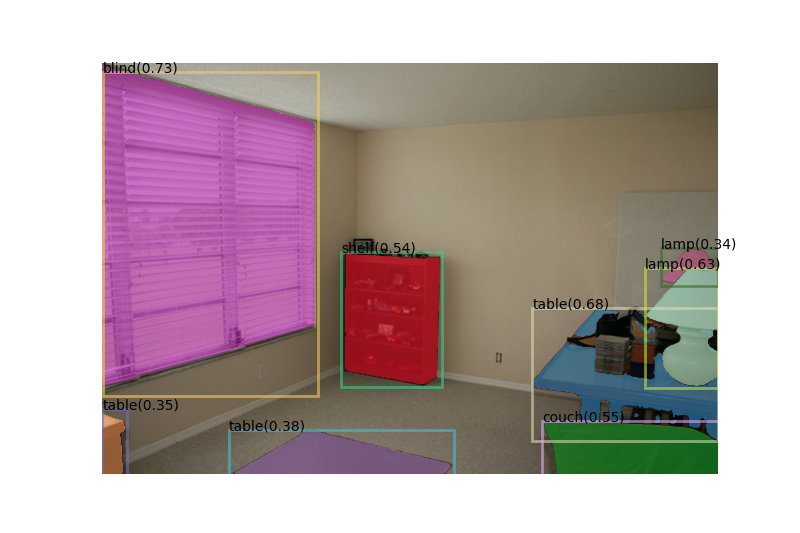 blind(0.73)
lamp(0.34)
shelf(0.54)
lamp(0.63)
table(0.68)
table(0.35)
couch(0.55)
table(0.38)